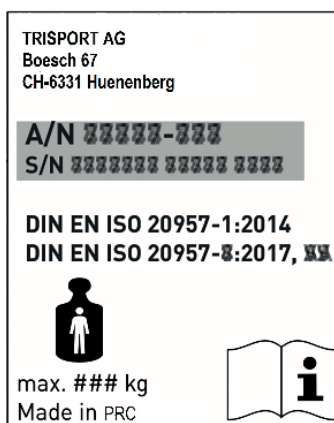 TRISPORT AG
Boesch 67
CH-6331 Huenenberg
A/N
S/N
DIN EN ISO 20957-1:2014
DIN EN ISO 20957-
:2017,
max. ### kg
Made in PRC
i